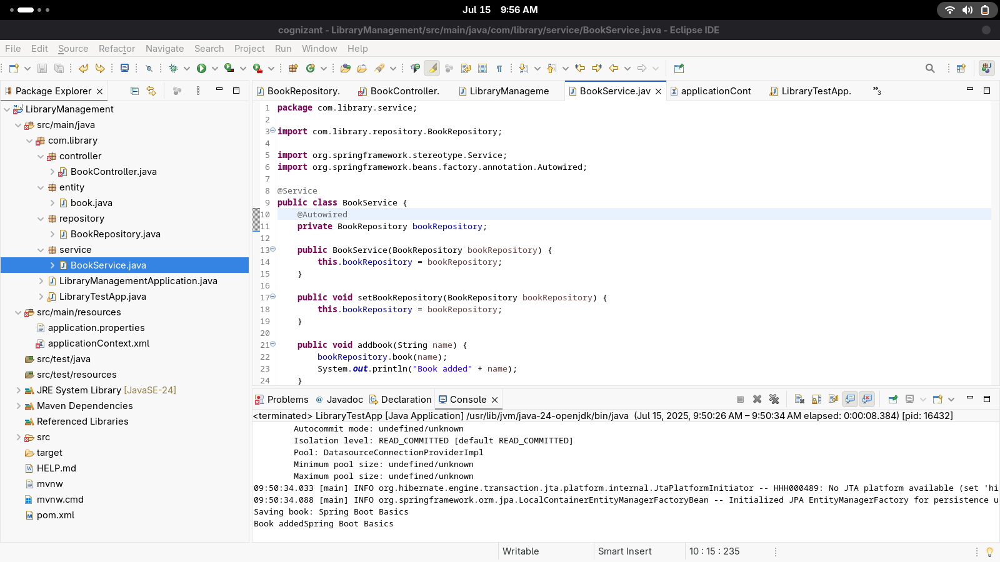 Jul 15 9:56 AM
cognizant - LibraryManagement/src/main/java/com/library/service/BookService.java - Eclipse IDE
File Edit Source Refactor Navigate Search Project Run Window Help
Package Explorer
LibraryManagement
src/main/java
com.library
controller
BookController.java
entity
book.java
repository
BookRepository.java
service
BookService.java
LibraryManagementApplication.java
LibraryTestApp.java
src/main/resources
application.properties
applicationContext.xml
src/test/java
src/test/resources
JRE System Library [JavaSE-24]
Maven Dependencies
Referenced Libraries
src
target
HELP.md
mvnw
mvnw.cmd
pom.xml
BookRepository. BookController. LibraryManageme BookService.jav applicationCont LibraryTestApp. »3
1 package com.library.service;
2
3 import com.library.repository.BookRepository;
4
5 import org.springframework.stereotype.Service;
6 import org.springframework.beans.factory.annotation.Autowired;
7
8 @Service
9 public class BookService {
10 @Autowired
11 private BookRepository bookRepository;
12
13 public BookService(BookRepository bookRepository) {
14 this.bookRepository = bookRepository;
15 }
16
17 public void setBookRepository(BookRepository bookRepository) {
18 this.bookRepository = bookRepository;
19 }
20
21 public void addbook(String name) {
22 bookRepository.book(name);
23 System.out.println("Book added" + name);
24 }
Problems Javadoc Declaration Console
<terminated> LibraryTestApp [Java Application] /usr/lib/jvm/java-24-openjdk/bin/java (Jul 15, 2025, 9:50:26 AM – 9:50:34 AM elapsed: 0:00:08.384) [pid: 16432]
Autocommit mode: undefined/unknown
Isolation level: READ_COMMITTED [default READ_COMMITTED]
Pool: DatasourceConnectionProviderImpl
Minimum pool size: undefined/unknown
Maximum pool size: undefined/unknown
09:50:34.033 [main] INFO org.hibernate.engine.transaction.jta.platform.internal.JtaPlatformInitiator -- HHH000489: No JTA platform available (set 'hi
09:50:34.088 [main] INFO org.springframework.orm.jpa.LocalContainerEntityManagerFactoryBean -- Initialized JPA EntityManagerFactory for persistence u
Saving book: Spring Boot Basics
Book addedSpring Boot Basics
Writable Smart Insert 10 : 15 : 235